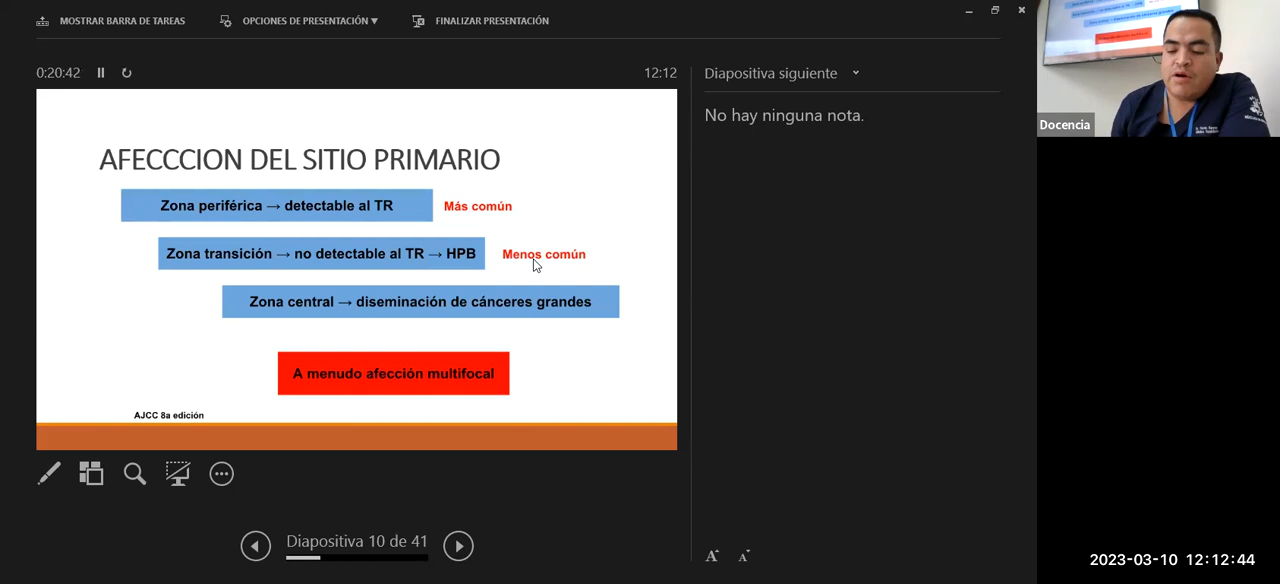 MOSTRAR BARRA DE TAREAS
OPCIONES DE PRESENTACIÓN ▼
FINALIZAR PRESENTACIÓN
0:20:42
12:12
Diapositiva siguiente
No hay ninguna nota.
AFECCCION DEL SITIO PRIMARIO
Zona periférica → detectable al TR
Más común
Zona transición → no detectable al TR → HPB
Menos común
Zona central → diseminación de cánceres grandes
A menudo afección multifocal
AJCC 8a edición
Diapositiva 10 de 41
A A
Docencia
2023-03-10 12:12:44